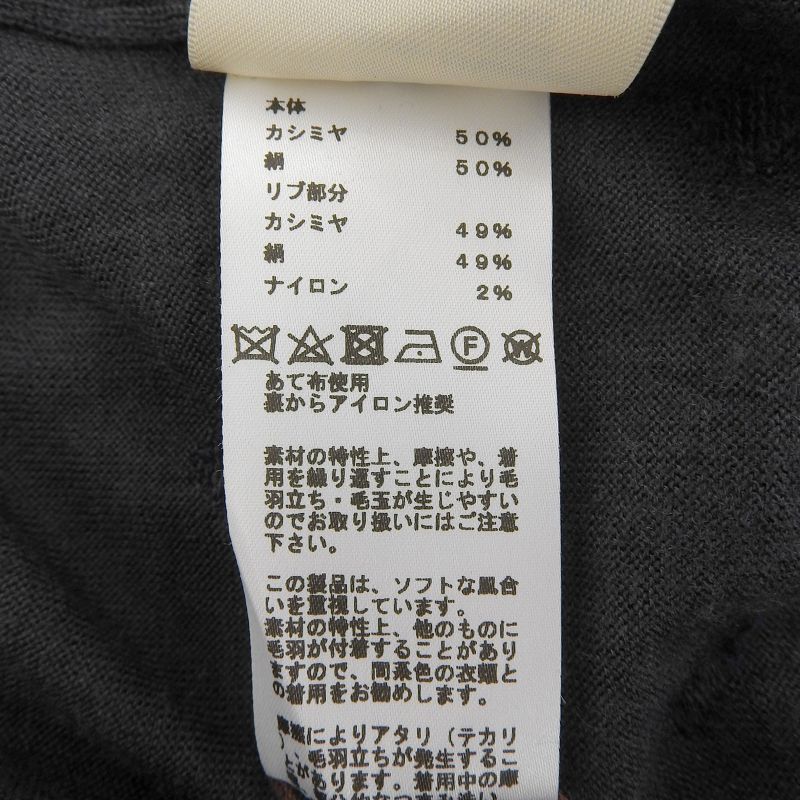 本体
カシミヤ 50%
絹 50%
リブ部分
カシミヤ 49%
絹 49%
ナイロン 2%
F W
あて布使用
裏からアイロン推奨
素材の特性上、摩擦や、着
用を繰り返すことにより毛
羽立ち・毛玉が生じやすい
のでお取り扱いにはご注意
下さい。
この製品は、ソフトな風合
いを重視しています。
素材の特性上、他のものに
毛羽が付着することがあり
ますので、同系色の衣類と
の着用をお勧めします。
摩擦によりアタリ(テカリ
)、毛羽立ちが発生するこ
とがあります。着用中の摩